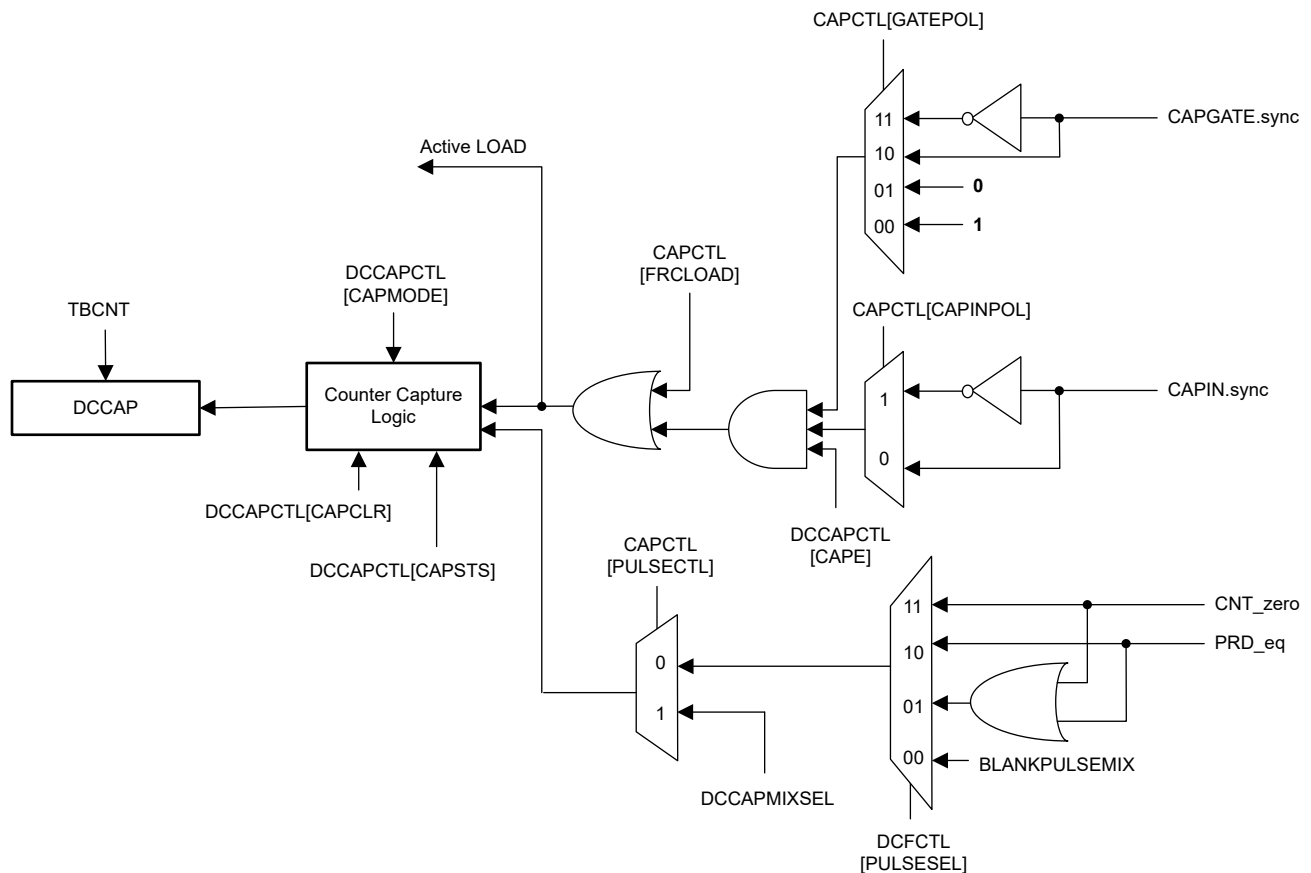 CAPCTL[GATEPOL]
11
10
01
00
CAPGATE.sync
0
1
Active LOAD
CAPCTL
[FRCLOAD]
DCCAPCTL
[CAPMODE]
TBCNT
CAPCTL[CAPINPOL]
1
0
CAPIN.sync
DCCAP
Counter Capture
Logic
DCCAPCTL[CAPCLR]
DCCAPCTL[CAPSTS]
DCCAPCTL
[CAPE]
CAPCTL
[PULSECTL]
0
1
DCCAPMIXSEL
11
10
01
00
CNT_zero
PRD_eq
BLANKPULSEMIX
DCFCTL
[PULSESEL]